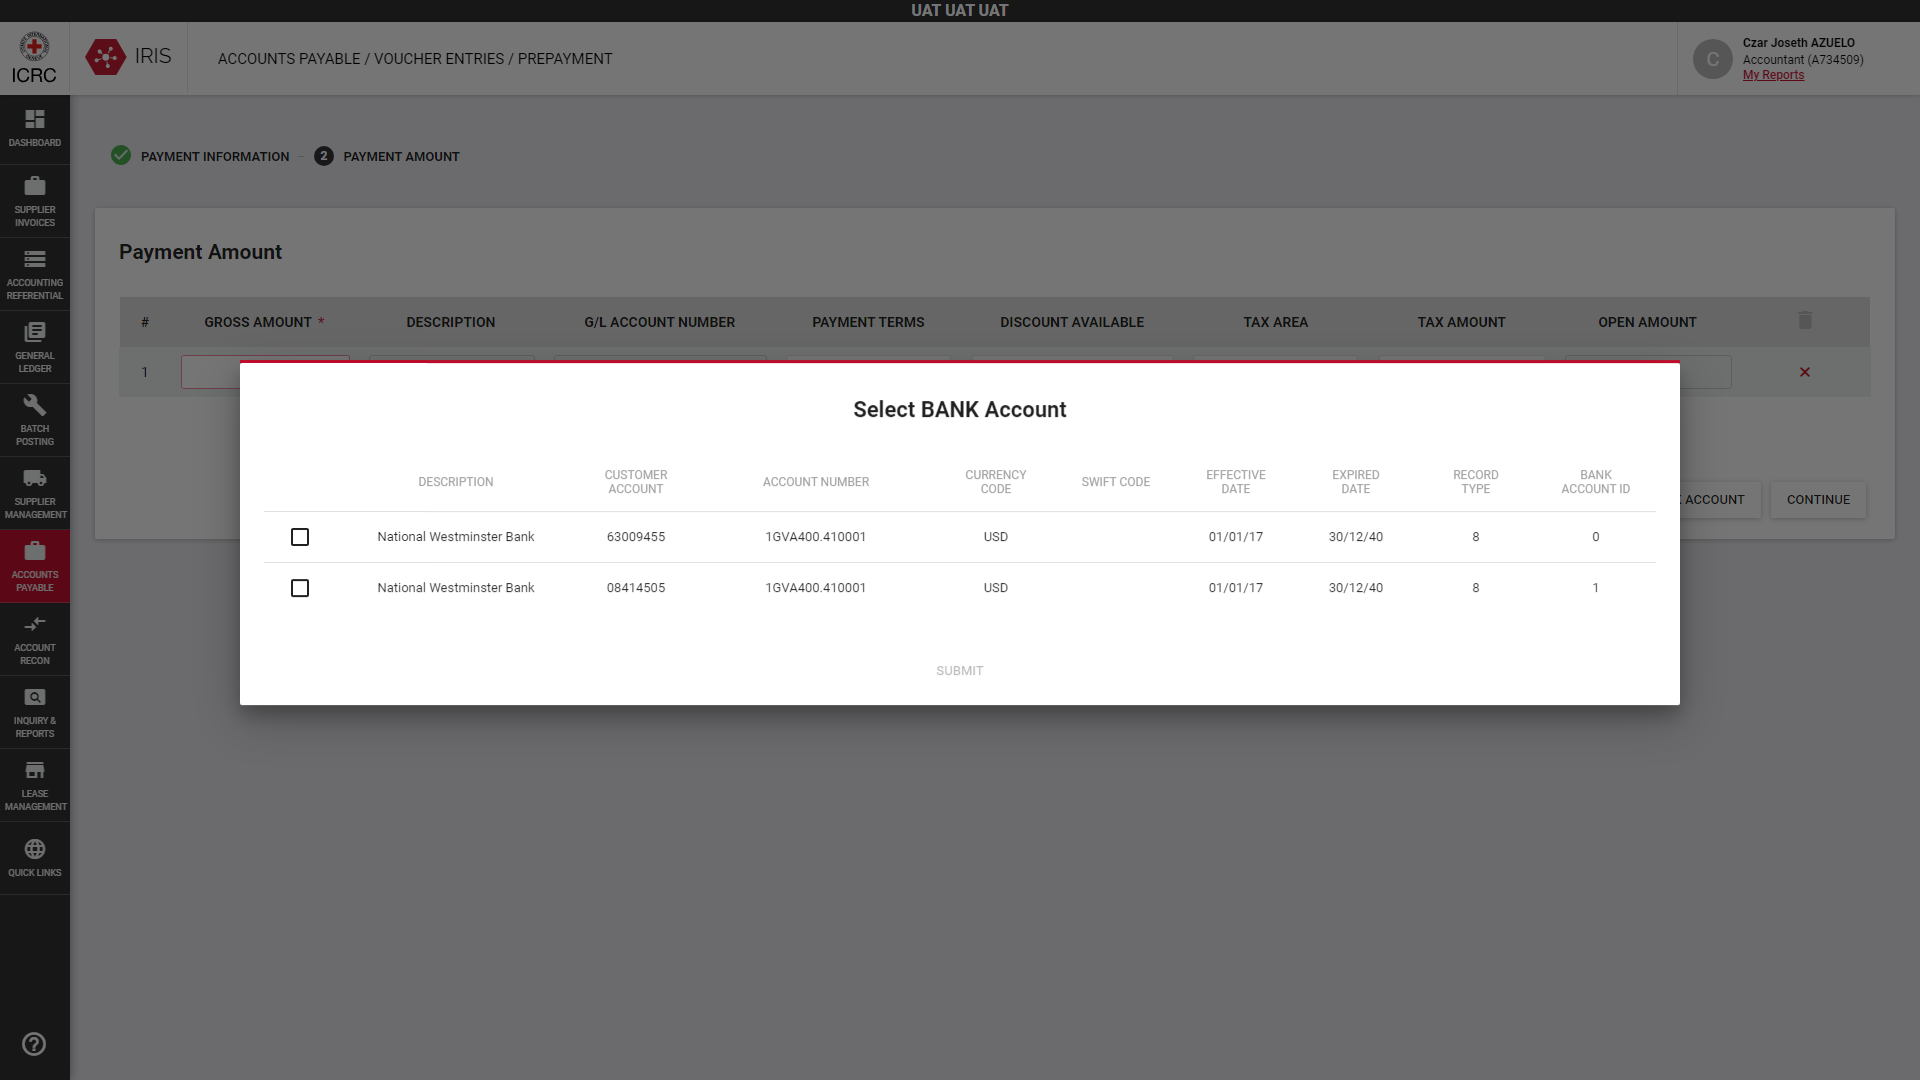 UAT UAT UAT
ICRC
IRIS
ACCOUNTS PAYABLE / VOUCHER ENTRIES / PREPAYMENT
C
Czar Joseth AZUELO
Accountant (A734509)
My Reports
DASHBOARD
SUPPLIER
INVOICES
ACCOUNTING
REFERENTIAL
GENERAL
LEDGER
BATCH
POSTING
SUPPLIER
MANAGEMENT
ACCOUNTS
PAYABLE
ACCOUNT
RECON
INQUIRY &
REPORTS
LEASE
MANAGEMENT
QUICK LINKS
PAYMENT INFORMATION
2 PAYMENT AMOUNT
Payment Amount
# GROSS AMOUNT * DESCRIPTION G/L ACCOUNT NUMBER PAYMENT TERMS DISCOUNT AVAILABLE TAX AREA TAX AMOUNT OPEN AMOUNT
1
ACCOUNT CONTINUE
Select BANK Account
DESCRIPTION CUSTOMER ACCOUNT ACCOUNT NUMBER CURRENCY CODE SWIFT CODE EFFECTIVE DATE EXPIRED DATE RECORD TYPE BANK ACCOUNT ID
National Westminster Bank 63009455 1GVA400.410001 USD 01/01/17 30/12/40 8 0
National Westminster Bank 08414505 1GVA400.410001 USD 01/01/17 30/12/40 8 1
SUBMIT